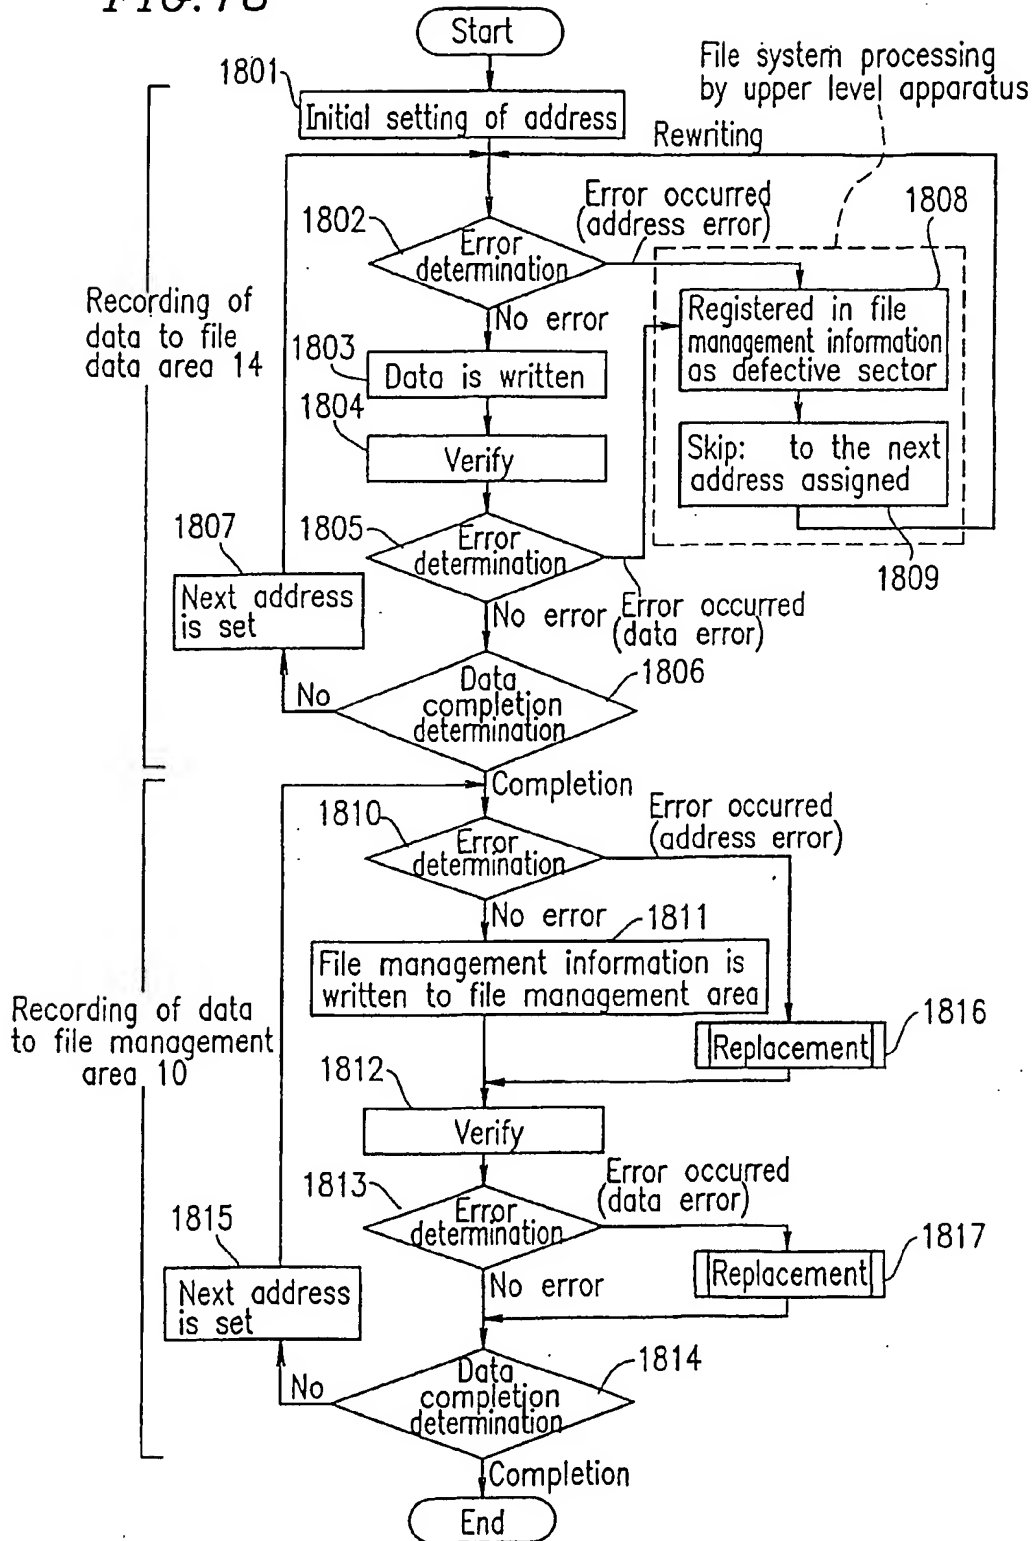 FIG. 18
Start
1801
Initial setting of address
File system processing
by upper level apparatus
Rewriting
1802
Error
determination
Error occurred
(address error)
1808
No error
Registered in file
management information
as defective sector
1803
Data is written
1804
Verify
Skip: to the next
address assigned
1809
1805
Error
determination
1807
Next address
is set
No error
Error occurred
(data error)
1806
Data
completion
determination
No
Completion
Recording of
data to file
data area 14
1810
Error
determination
Error occurred
(address error)
No error
1811
File management information is
written to file management area
1816
Replacement
Recording of data
to file management
area 10
1812
Verify
1813
Error
determination
Error occurred
(data error)
1817
Replacement
1815
Next address
is set
No error
1814
Data
completion
determination
No
Completion
End